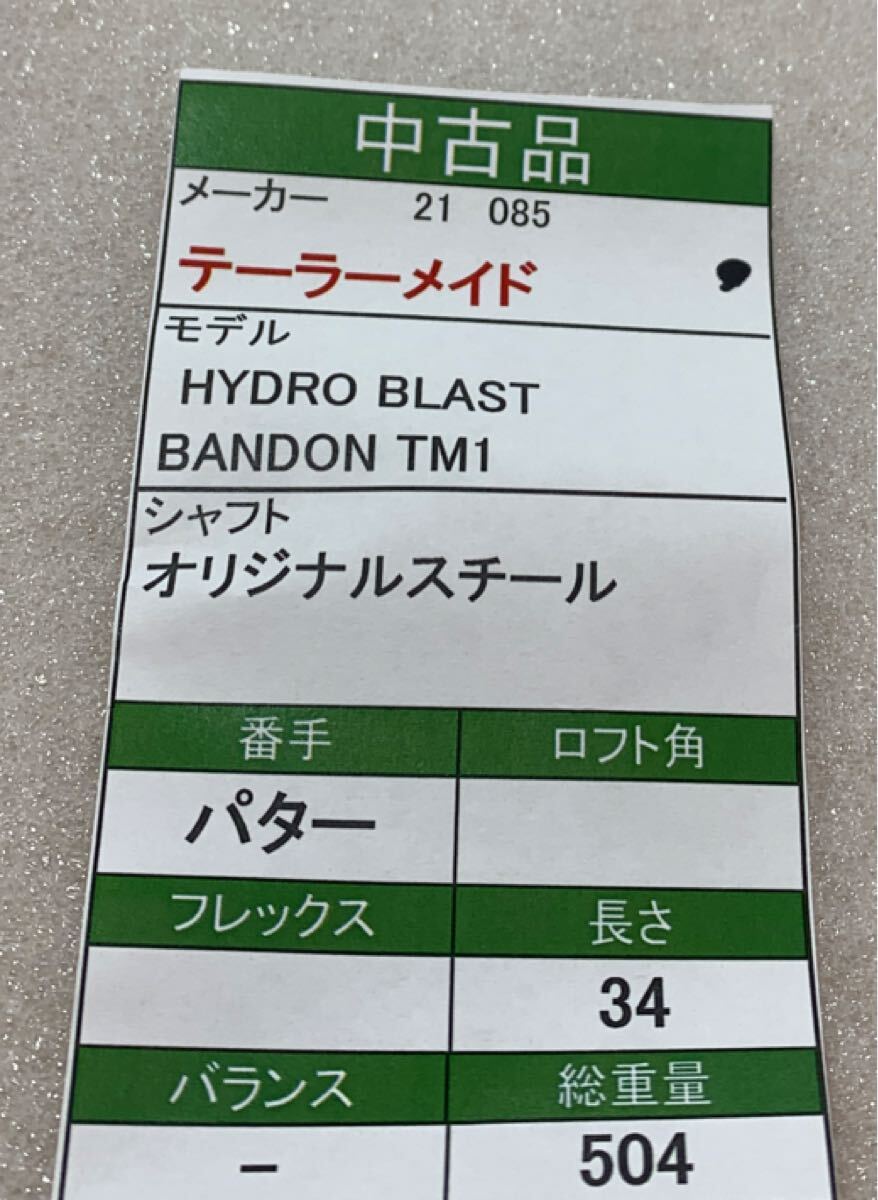 中古品
メーカー 21 085
テーラーメイド
モデル
HYDRO BLAST
BANDON TM1
シャフト
オリジナルスチール
番手 ロフト角
パター
フレックス 長さ
34
バランス 総重量
- 504